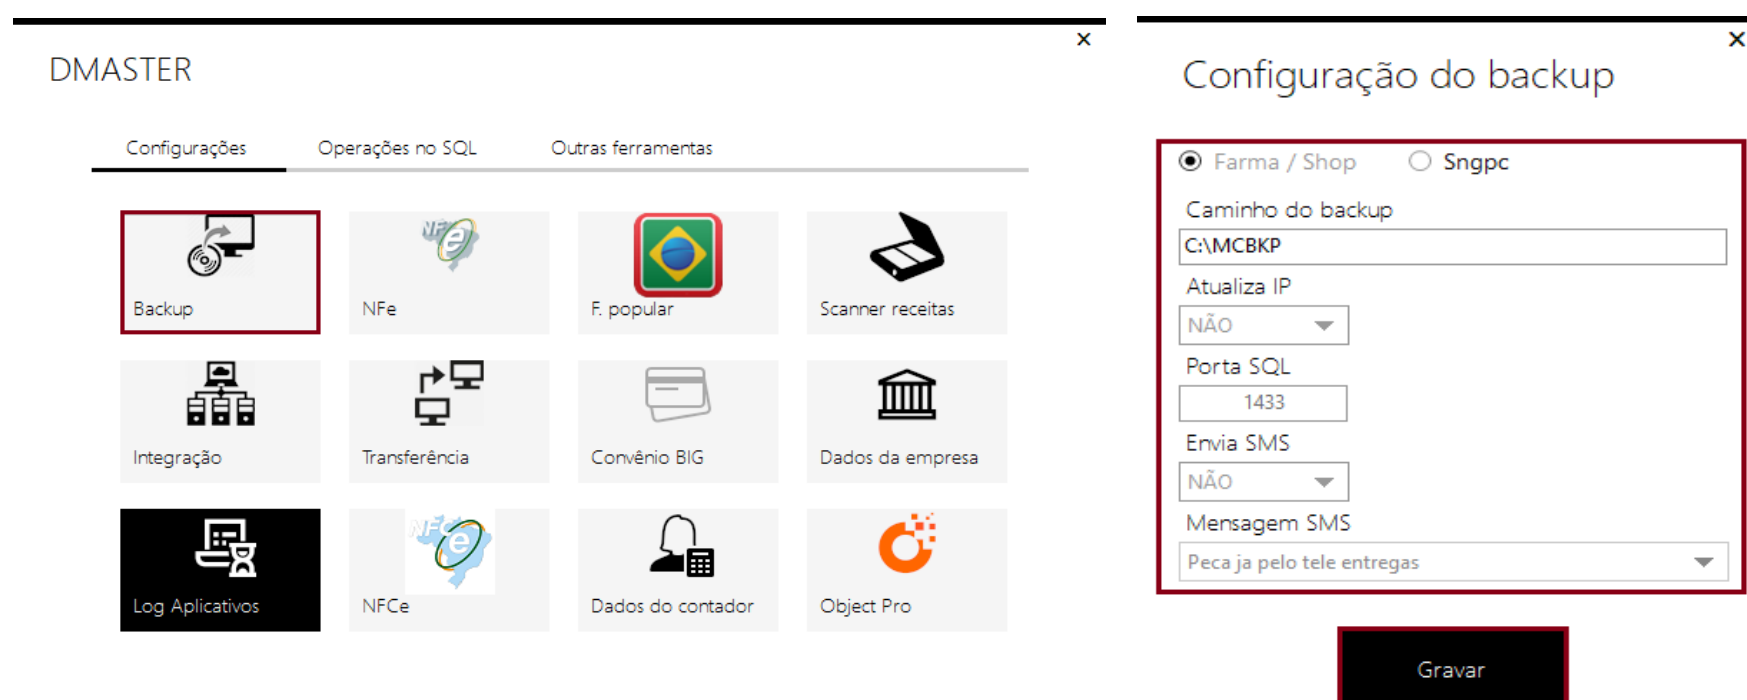 DMASTER
Configurações
Operações no SQL
Outras ferramentas
Backup
NFe
NFe
F. popular
Scanner receitas
Integração
Transferência
Convênio BIG
Dados da empresa
Log Aplicativos
NFCe
NFCe
Dados do contador
Object Pro
Configuração do backup
Farma / Shop
Sngpc
Caminho do backup
C:\MCBKP
Atualiza IP
NÃO
Porta SQL
1433
Envia SMS
NÃO
Mensagem SMS
Peca ja pelo tele entregas
Gravar